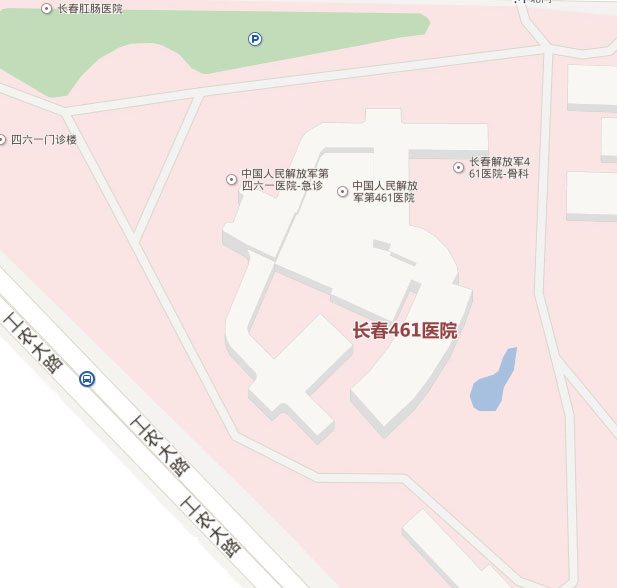 长春肛肠医院
P
四六一门诊楼
中国人民解放军第
四六一医院-急诊
中国人民解放
军第461医院
长春解放军4
61医院-骨科
长春461医院
工农大路
工农大路
工农大路